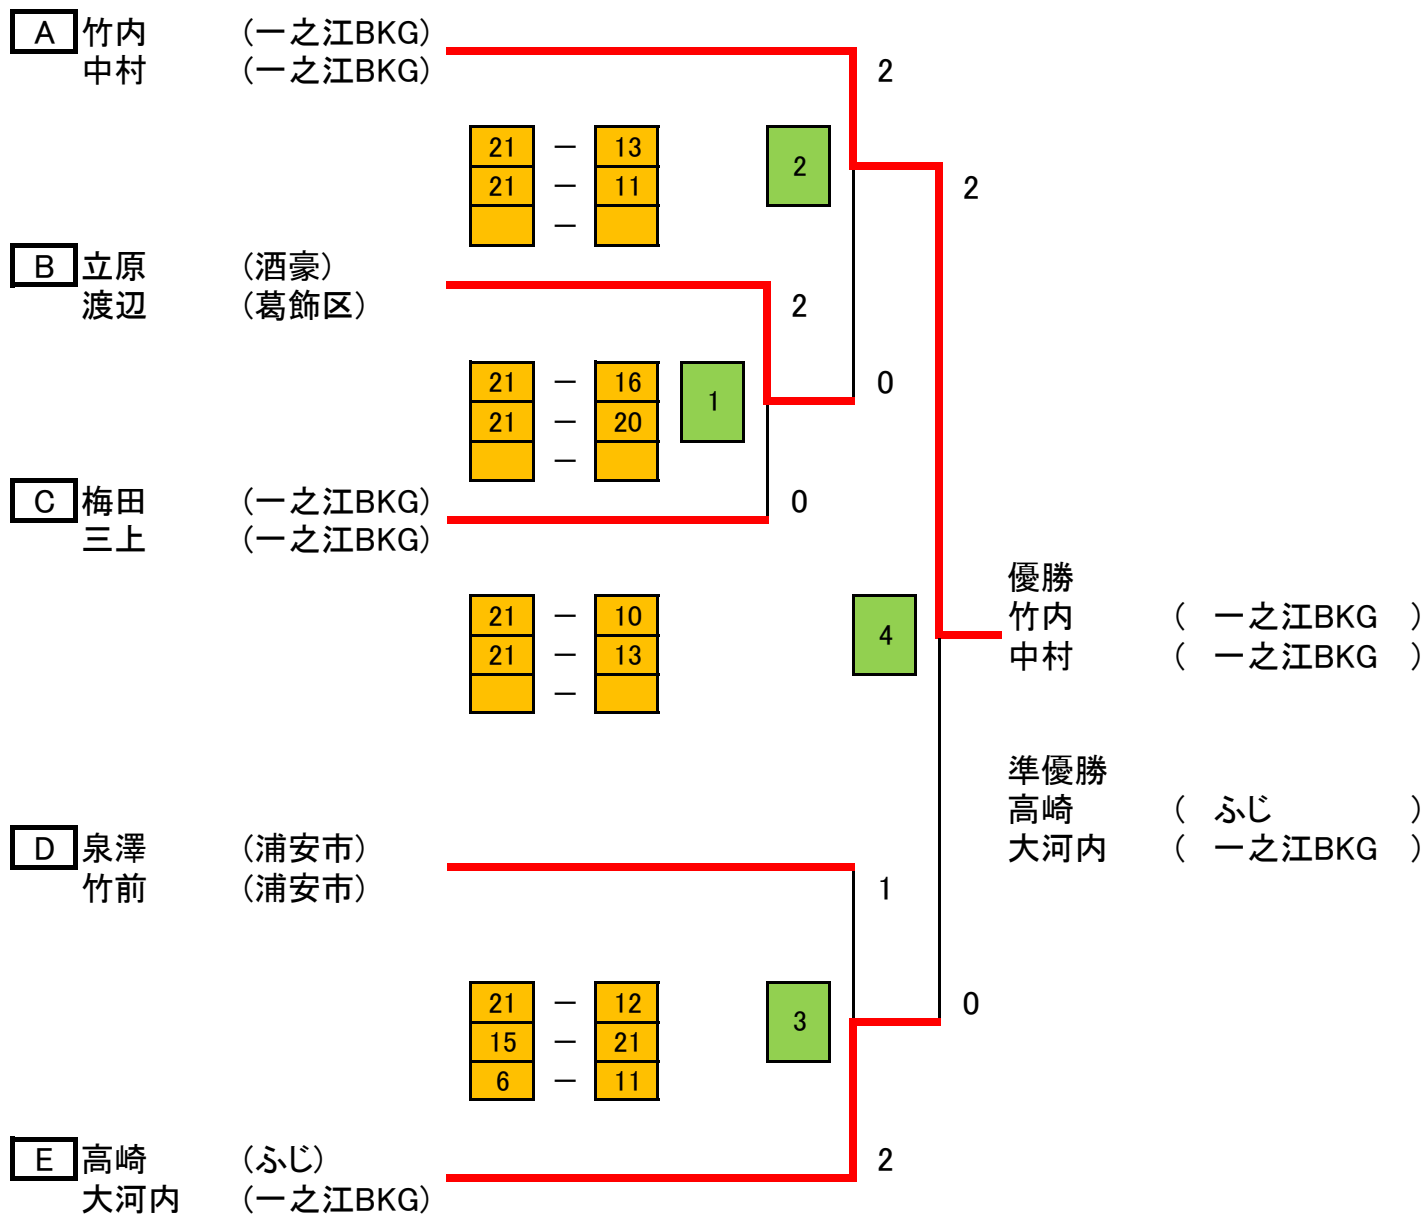 A 竹内 (一之江BKG)
中村 (一之江BKG)
2
21 － 13
2
21 － 11
2
－
B 立原 (酒豪)
渡辺 (葛飾区)
2
21 － 16
0
1
21 － 20
－
C 梅田 (一之江BKG)
0
三上 (一之江BKG)
優勝
21 － 10
竹内 ( 一之江BKG )
4
21 － 13
中村 ( 一之江BKG )
－
準優勝
高崎 ( ふじ )
D 泉澤 (浦安市)
大河内 ( 一之江BKG )
竹前 (浦安市)
1
21 － 12
0
3
15 － 21
6 － 11
E 高崎 (ふじ)
2
大河内 (一之江BKG)